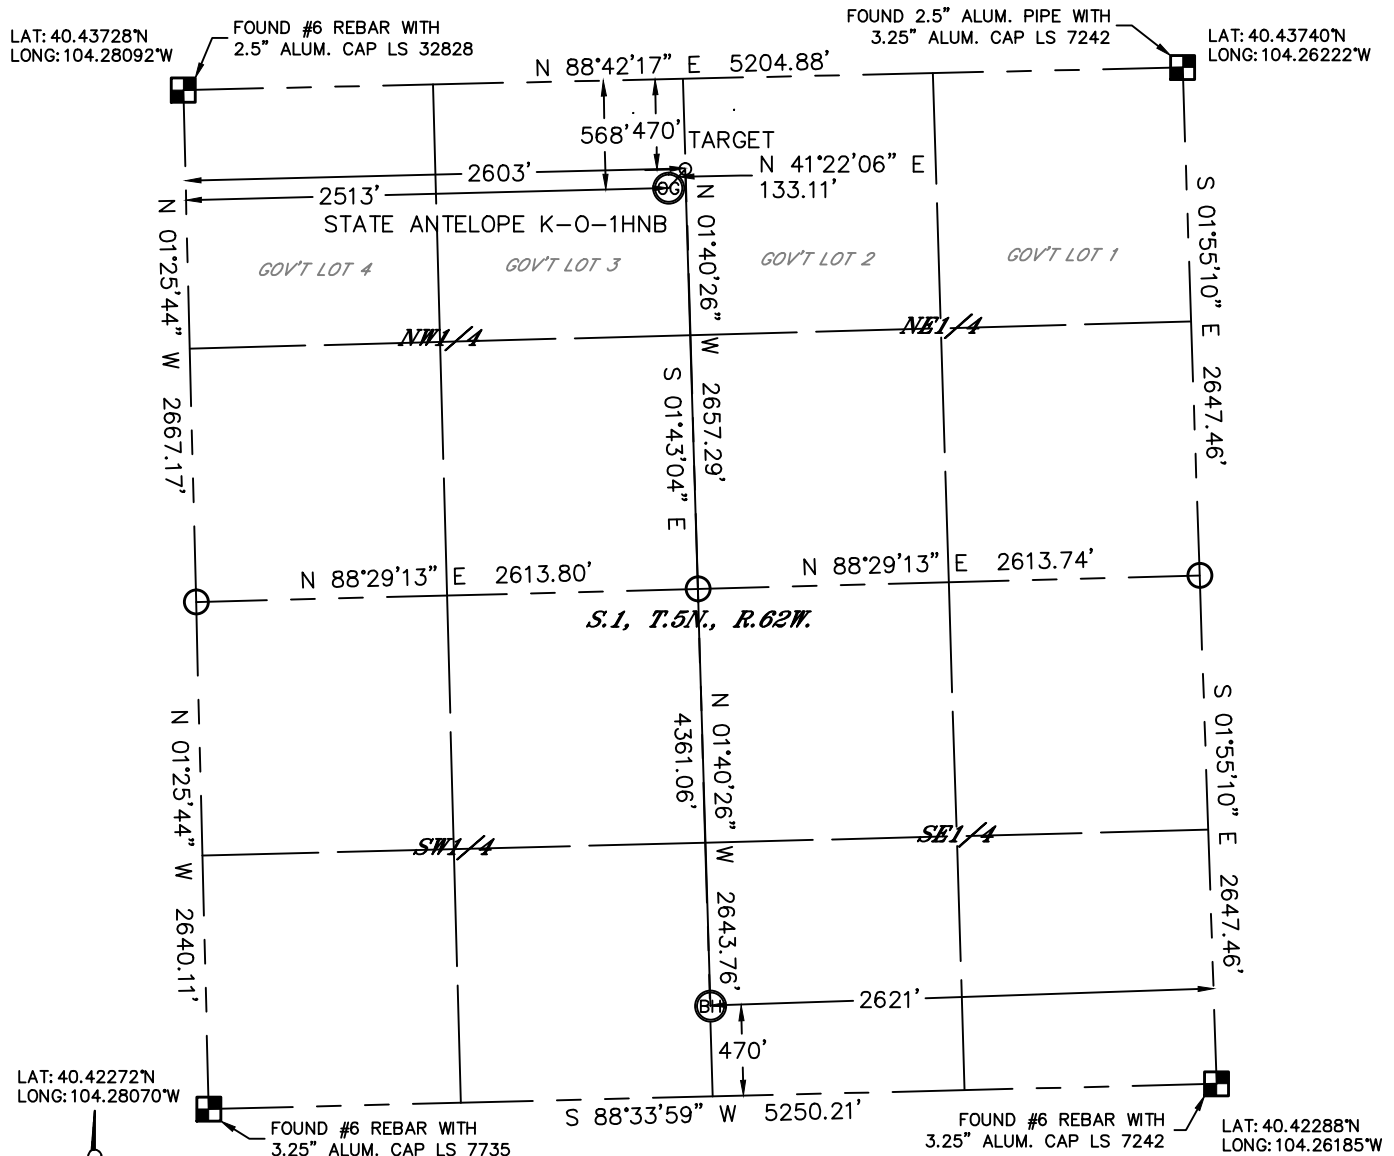 LAT: 40.43728°N
LONG: 104.28092°W
FOUND #6 REBAR WITH
2.5" ALUM. CAP LS 32828
FOUND 2.5" ALUM. PIPE WITH
3.25" ALUM. CAP LS 7242
LAT: 40.43740°N
LONG: 104.26222°W
N 88°42'17" E 5204.88'
568'
470'
TARGET
N 41°22'06" E
133.11'
2603'
2513'
OG
STATE ANTELOPE K-O-1HNB
GOV'T LOT 4
GOV'T LOT 3
GOV'T LOT 2
GOV'T LOT 1
N 01°25'44" W 2667.17'
N 01°40'26" W 2657.29'
S 01°55'10" E 2647.46'
NW1/4
NE1/4
S 01°43'04" E
4361.06'
N 88°29'13" E 2613.80'
N 88°29'13" E 2613.74'
S.1, T.5N., R.62W.
N 01°25'44" W 2640.11'
N 01°40'26" W 2643.76'
S 01°55'10" E 2647.46'
SW1/4
SE1/4
BH
2621'
470'
S 88°33'59" W 5250.21'
LAT: 40.42272°N
LONG: 104.28070°W
FOUND #6 REBAR WITH
3.25" ALUM. CAP LS 7735
FOUND #6 REBAR WITH
3.25" ALUM. CAP LS 7242
LAT: 40.42288°N
LONG: 104.26185°W